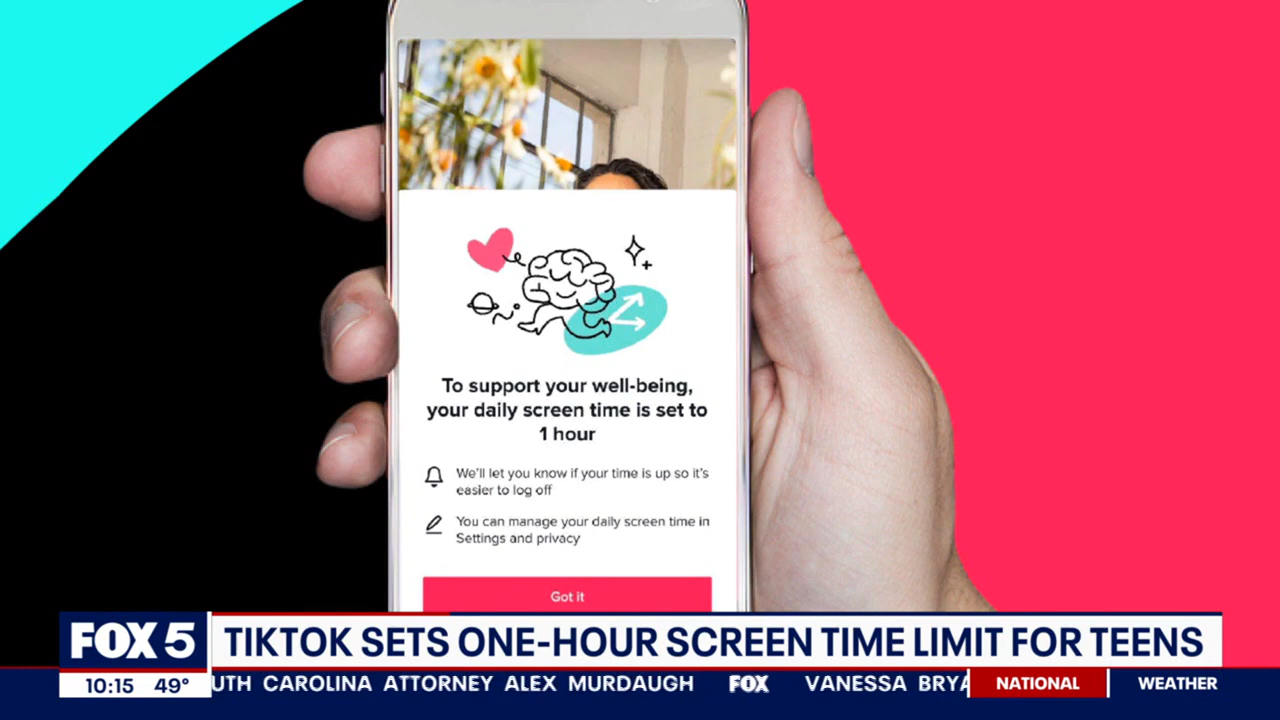 To support your well-being,
your daily screen time is set to
1 hour
We'll let you know if your time is up so it's
easier to log off
You can manage your daily screen time in
Settings and privacy
Got it
FOX 5
TIKTOK SETS ONE-HOUR SCREEN TIME LIMIT FOR TEENS
10:15 49° UTH CAROLINA ATTORNEY ALEX MURDAUGH FOX VANESSA BRYA NATIONAL WEATHER